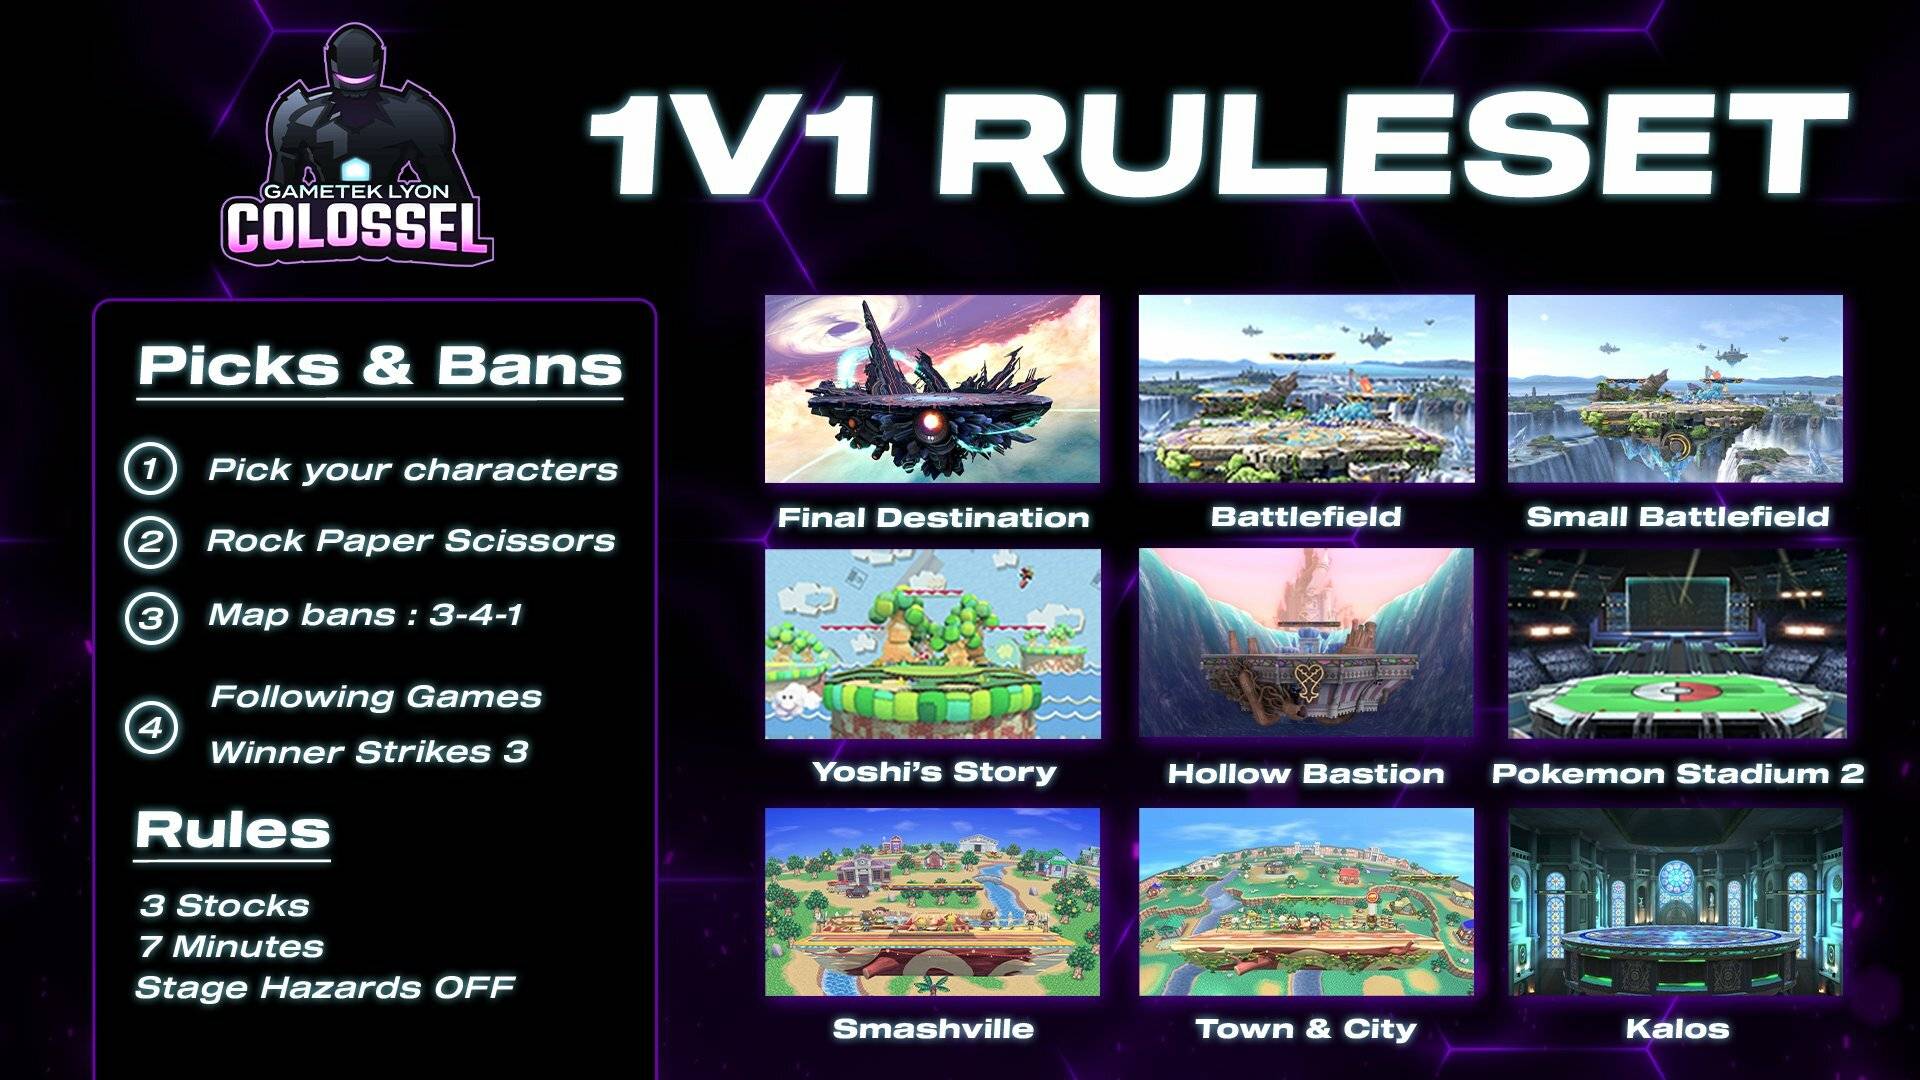 GAMETEK LYON
COLOSSEL
1V1 RULESET
Picks & Bans
1 Pick your characters
2 Rock Paper Scissors
3 Map bans : 3-4-1
4 Following Games
Winner Strikes 3
Rules
3 Stocks
7 Minutes
Stage Hazards OFF
Final Destination
Battlefield
Small Battlefield
Yoshi's Story
Hollow Bastion
Pokemon Stadium 2
Smashville
Town & City
Kalos